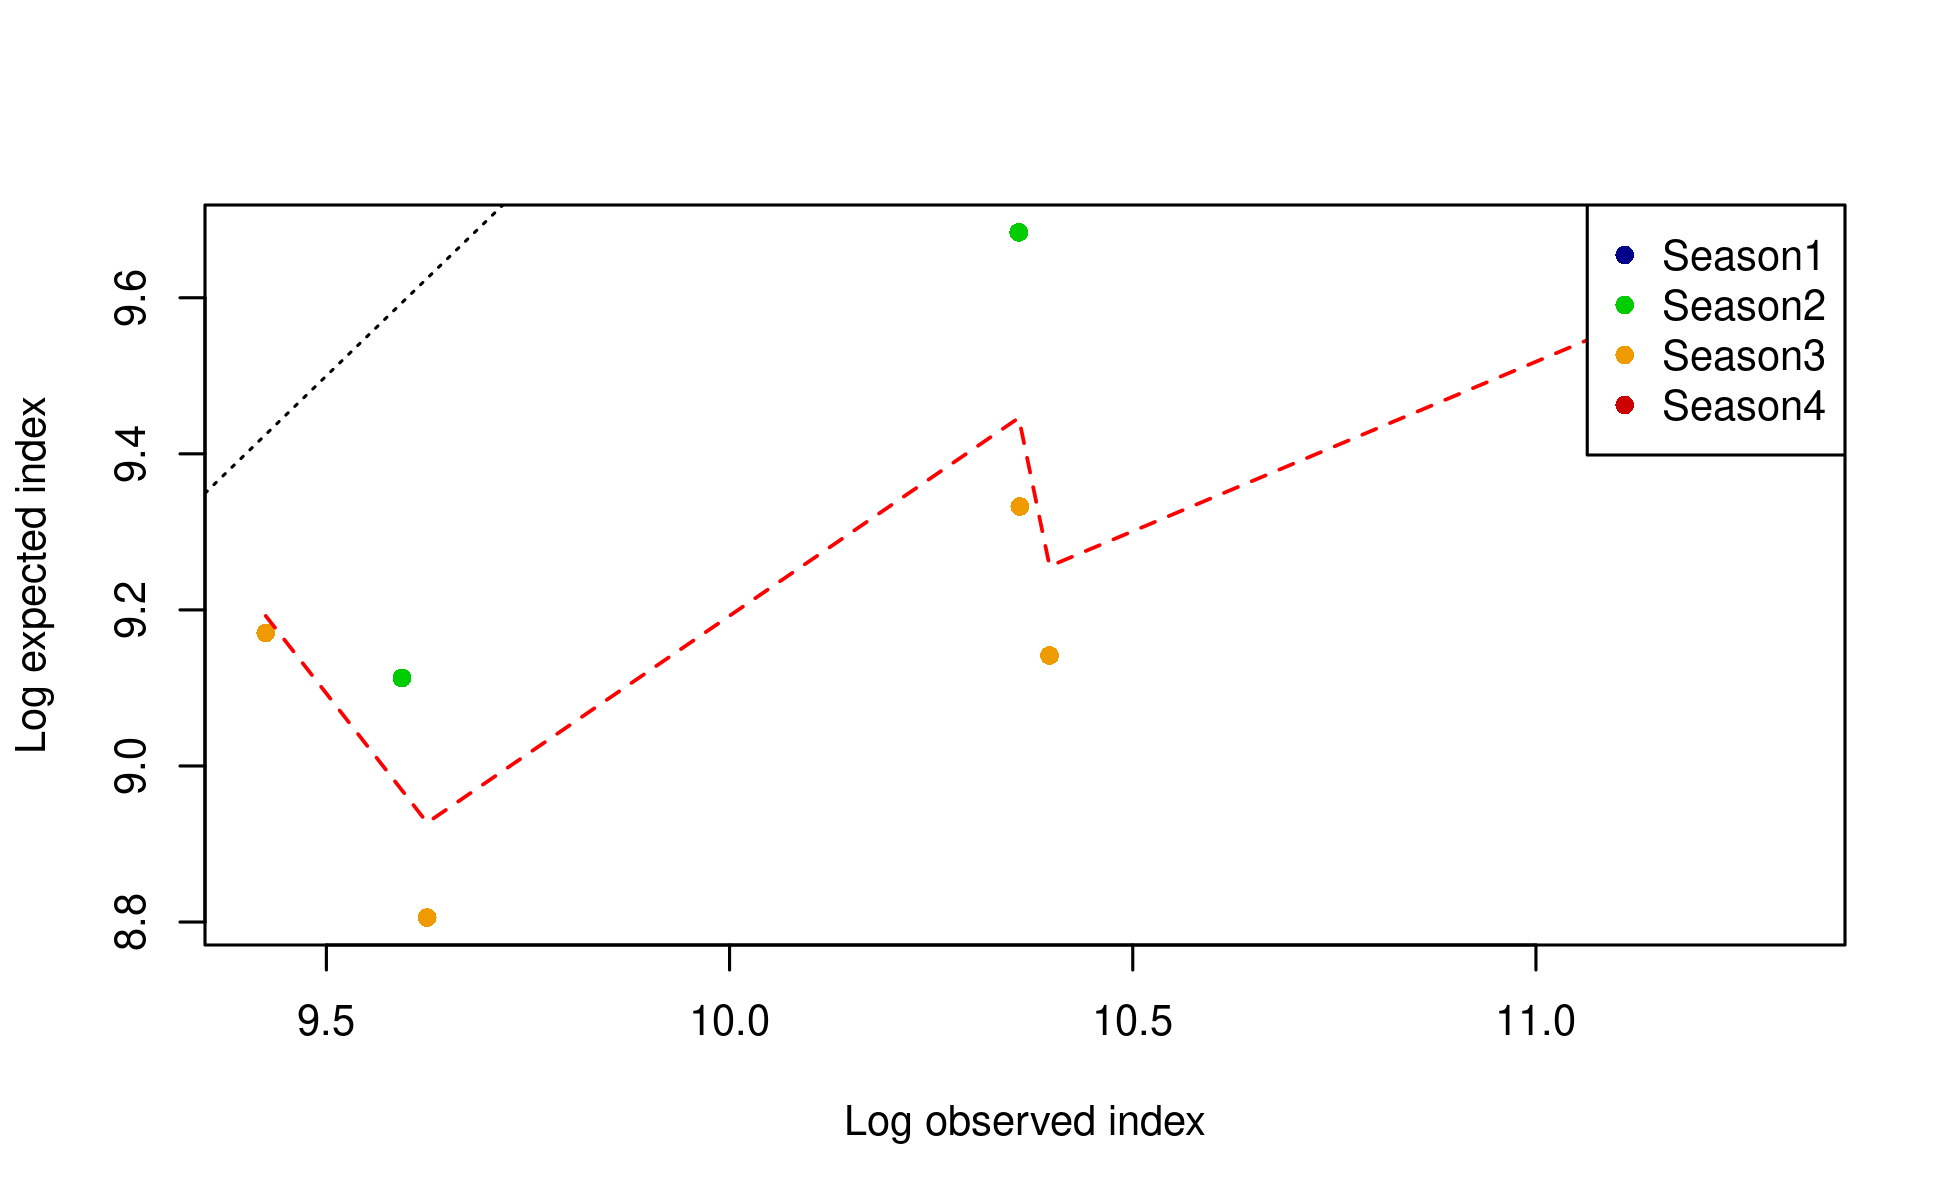 Season1
Season2
Season3
Season4
Log expected index
9.6
9.4
9.2
9.0
8.8
9.5 10.0 10.5 11.0
Log observed index